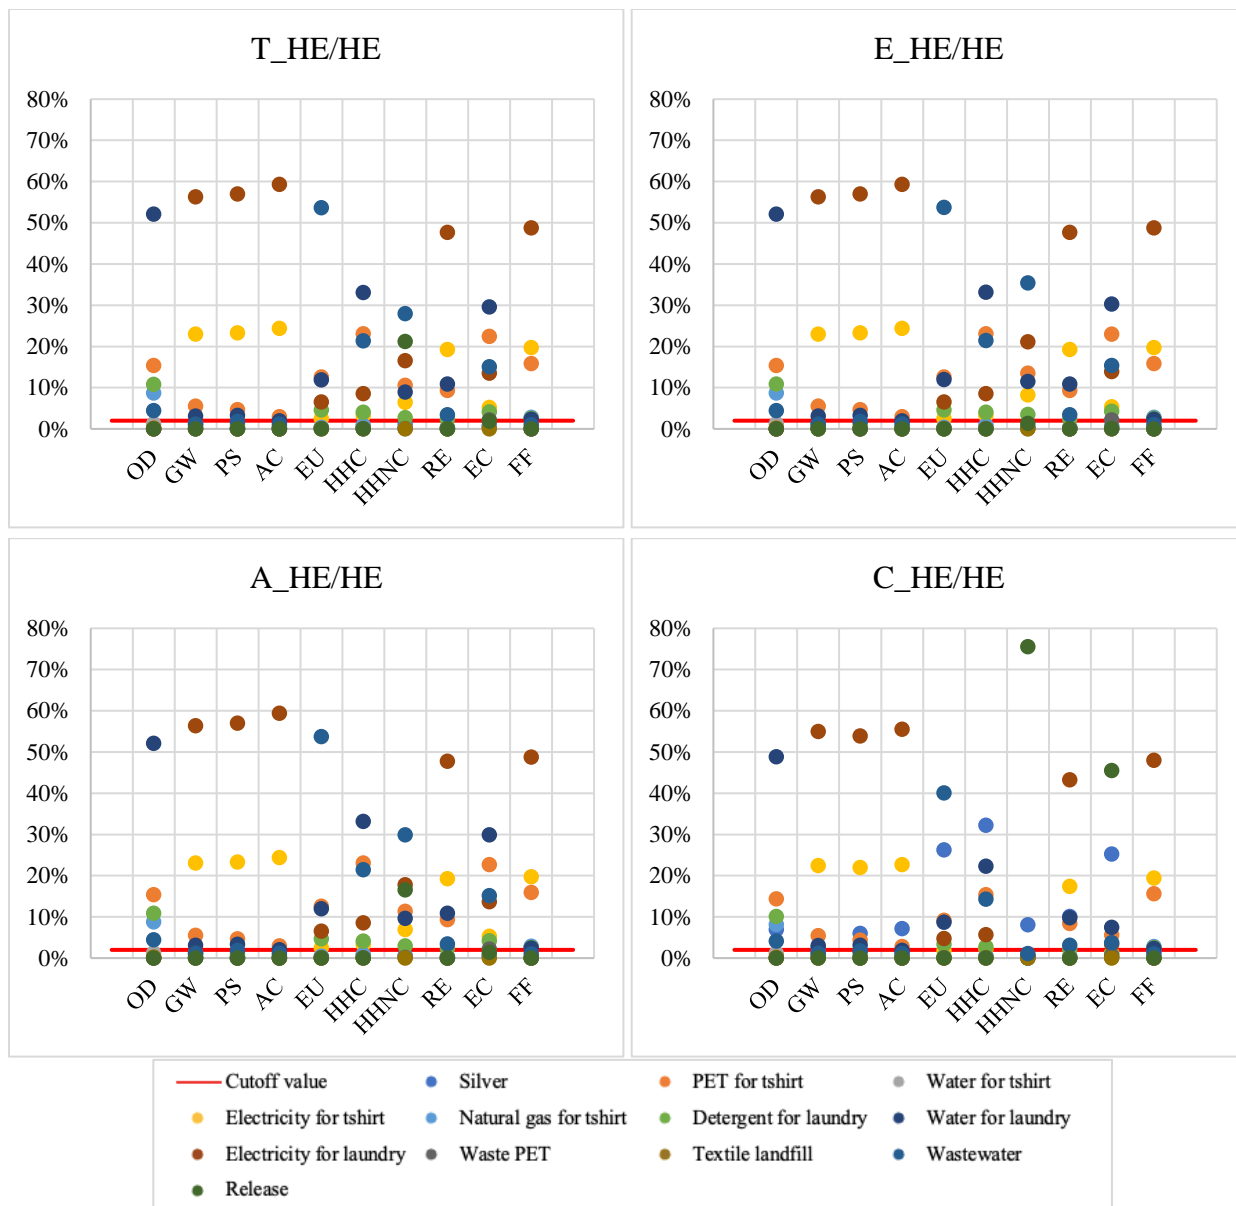 T_HE/HE
80%
70%
60%
50%
40%
30%
20%
10%
0%
OD
GW
PS
AC
EU
HHC
HHNC
RE
EC
FF
E_HE/HE
80%
70%
60%
50%
40%
30%
20%
10%
0%
OD
GW
PS
AC
EU
HHC
HHNC
RE
EC
FF
A_HE/HE
80%
70%
60%
50%
40%
30%
20%
10%
0%
OD
GW
PS
AC
EU
HHC
HHNC
RE
EC
FF
C_HE/HE
80%
70%
60%
50%
40%
30%
20%
10%
0%
OD
GW
PS
AC
EU
HHC
HHNC
RE
EC
FF
Cutoff value Silver PET for tshirt Water for tshirt
Electricity for tshirt Natural gas for tshirt Detergent for laundry Water for laundry
Electricity for laundry Waste PET Textile landfill Wastewater
Release